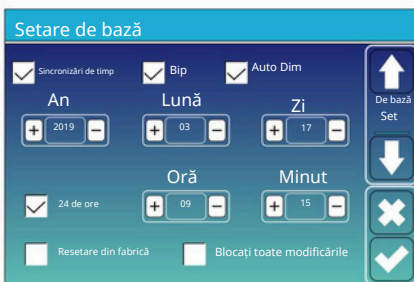 Setare de bază
Sincronizări de timp Bip Auto Dim
An Lună Zi
+ 2019 − + 03 − + 17 −
De bază
Set
Oră Minut
24 de ore + 09 − + 15 −
Resetare din fabrică Blocați toate modificările